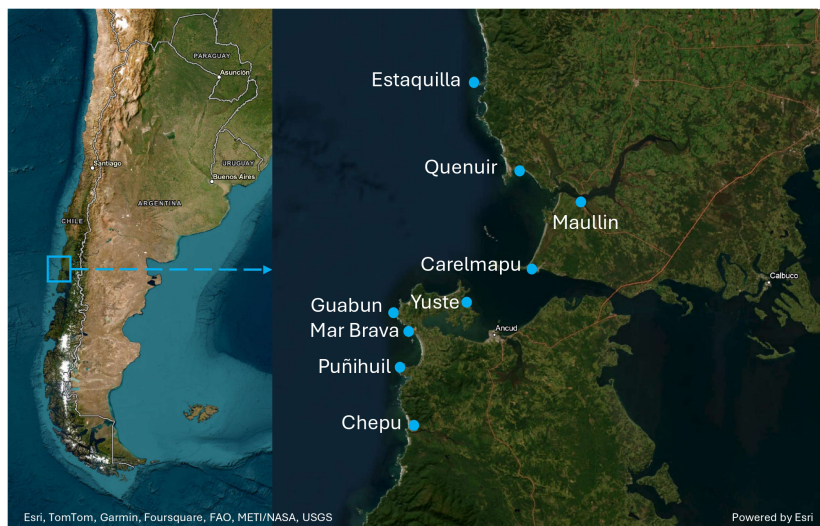 PARAGUAY
Asunción
Santiago
URUGUAY
Buenos Aires
ARGENTINA
CHILE
Estaquilla
Quenuir
Maullin
Carelmapu
Calbuco
Guabun
Yuste
Mar Brava
Ancud
Puñihuil
Chepu
Esri, TomTom, Garmin, Foursquare, FAO, METI/NASA, USGS
Powered by Esri